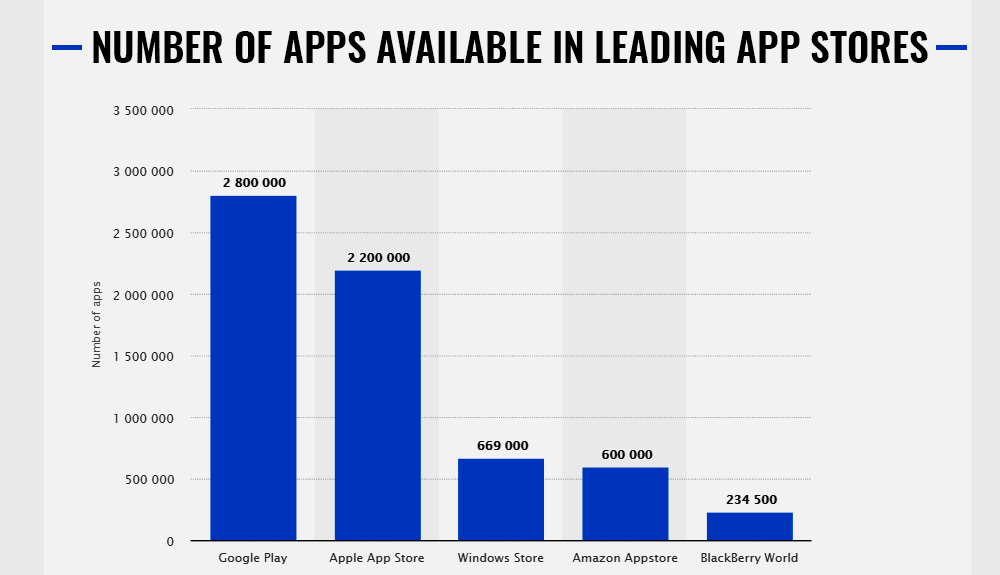 NUMBER OF APPS AVAILABLE IN LEADING APP STORES
Number of apps
3 500 000
3 000 000
2 500 000
2 000 000
1 500 000
1 000 000
500 000
0
2 800 000
2 200 000
669 000
600 000
234 500
Google Play
Apple App Store
Windows Store
Amazon Appstore
BlackBerry World